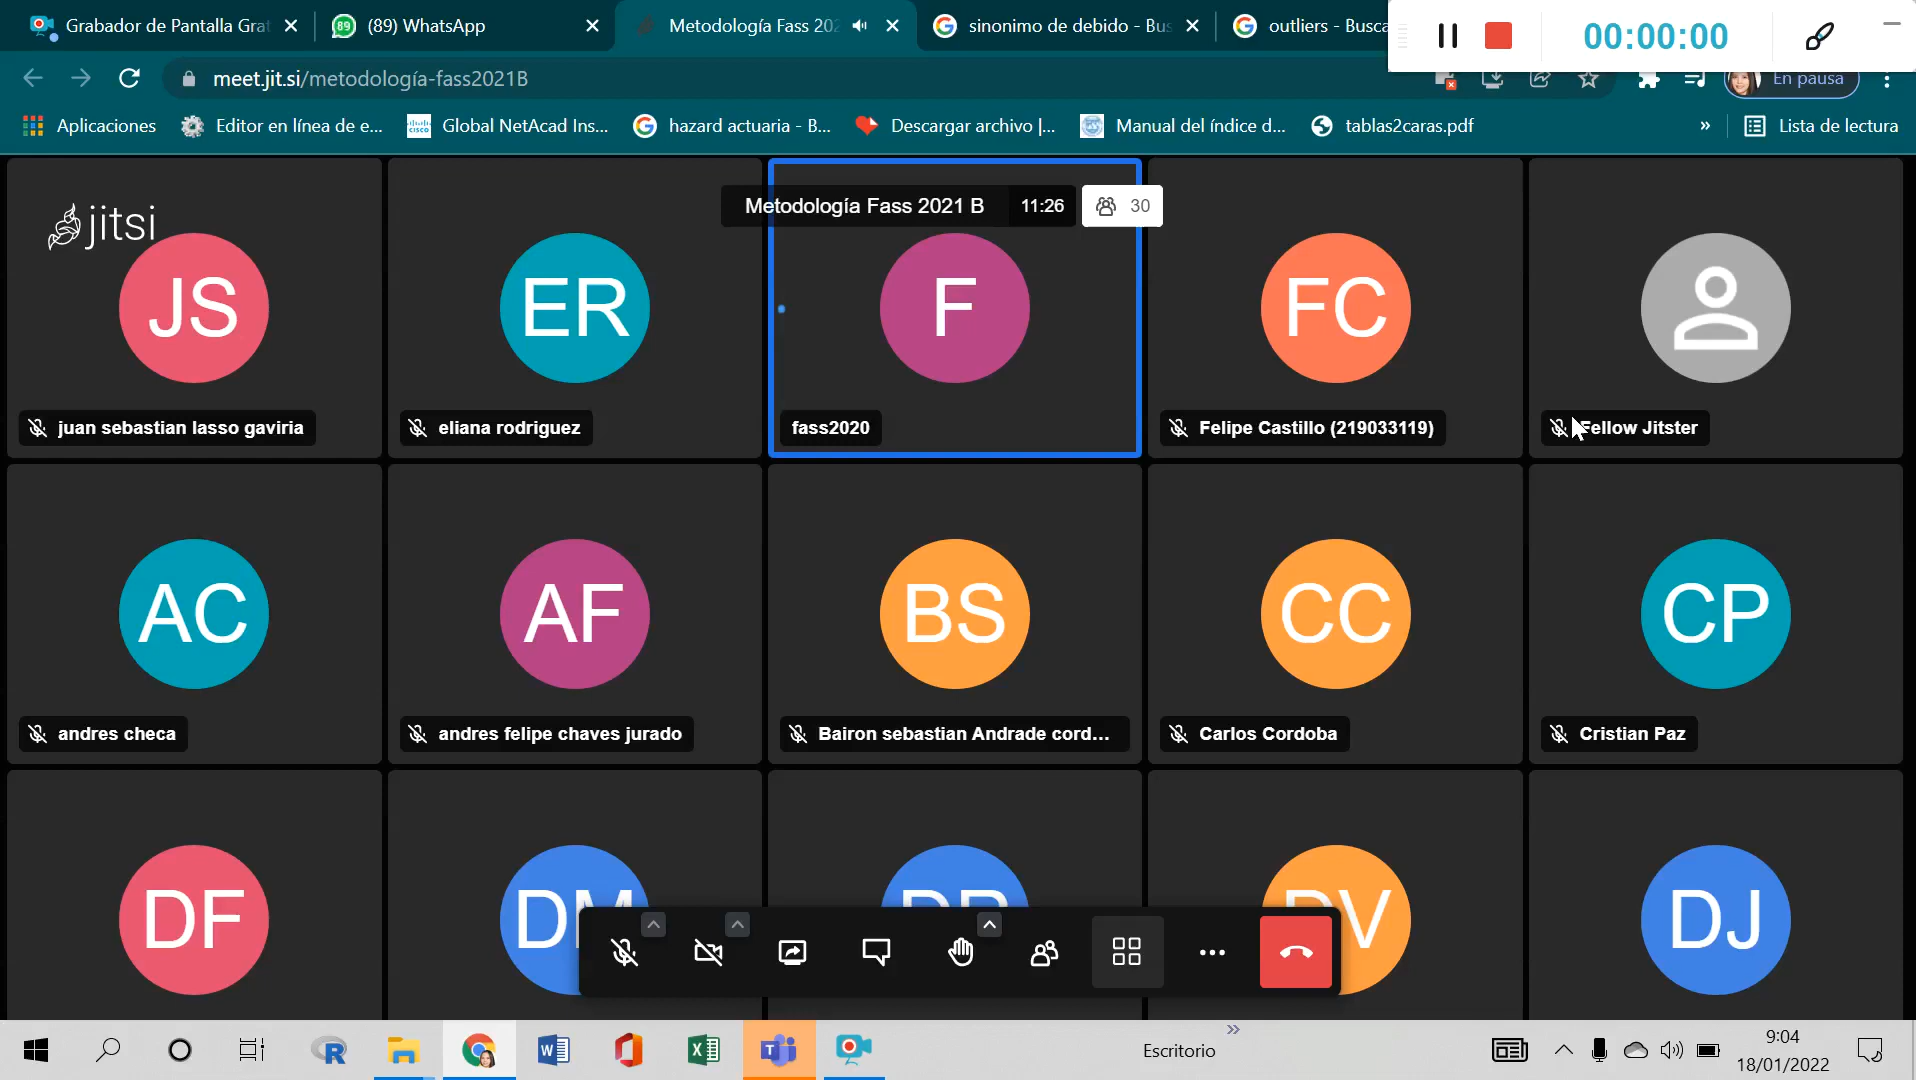 Grabador de Pantalla Grat
(89) WhatsApp
Metodología Fass 202
sinonimo de debido - Bus
outliers - Busca
00:00:00
meet.jit.si/metodología-fass2021B
En pausa
Aplicaciones
Editor en línea de e...
Global NetAcad Ins...
hazard actuaria - B...
Descargar archivo |...
Manual del índice d...
tablas2caras.pdf
»
Lista de lectura
jitsi
Metodología Fass 2021 B
11:26
30
JS
ER
F
FC
juan sebastian lasso gaviria
eliana rodriguez
fass2020
Felipe Castillo (219033119)
Fellow Jitster
AC
AF
BS
CC
CP
andres checa
andres felipe chaves jurado
Bairon sebastian Andrade cord...
Carlos Cordoba
Cristian Paz
DF
DM
DR
DV
DJ
Escritorio
»
9:04
18/01/2022